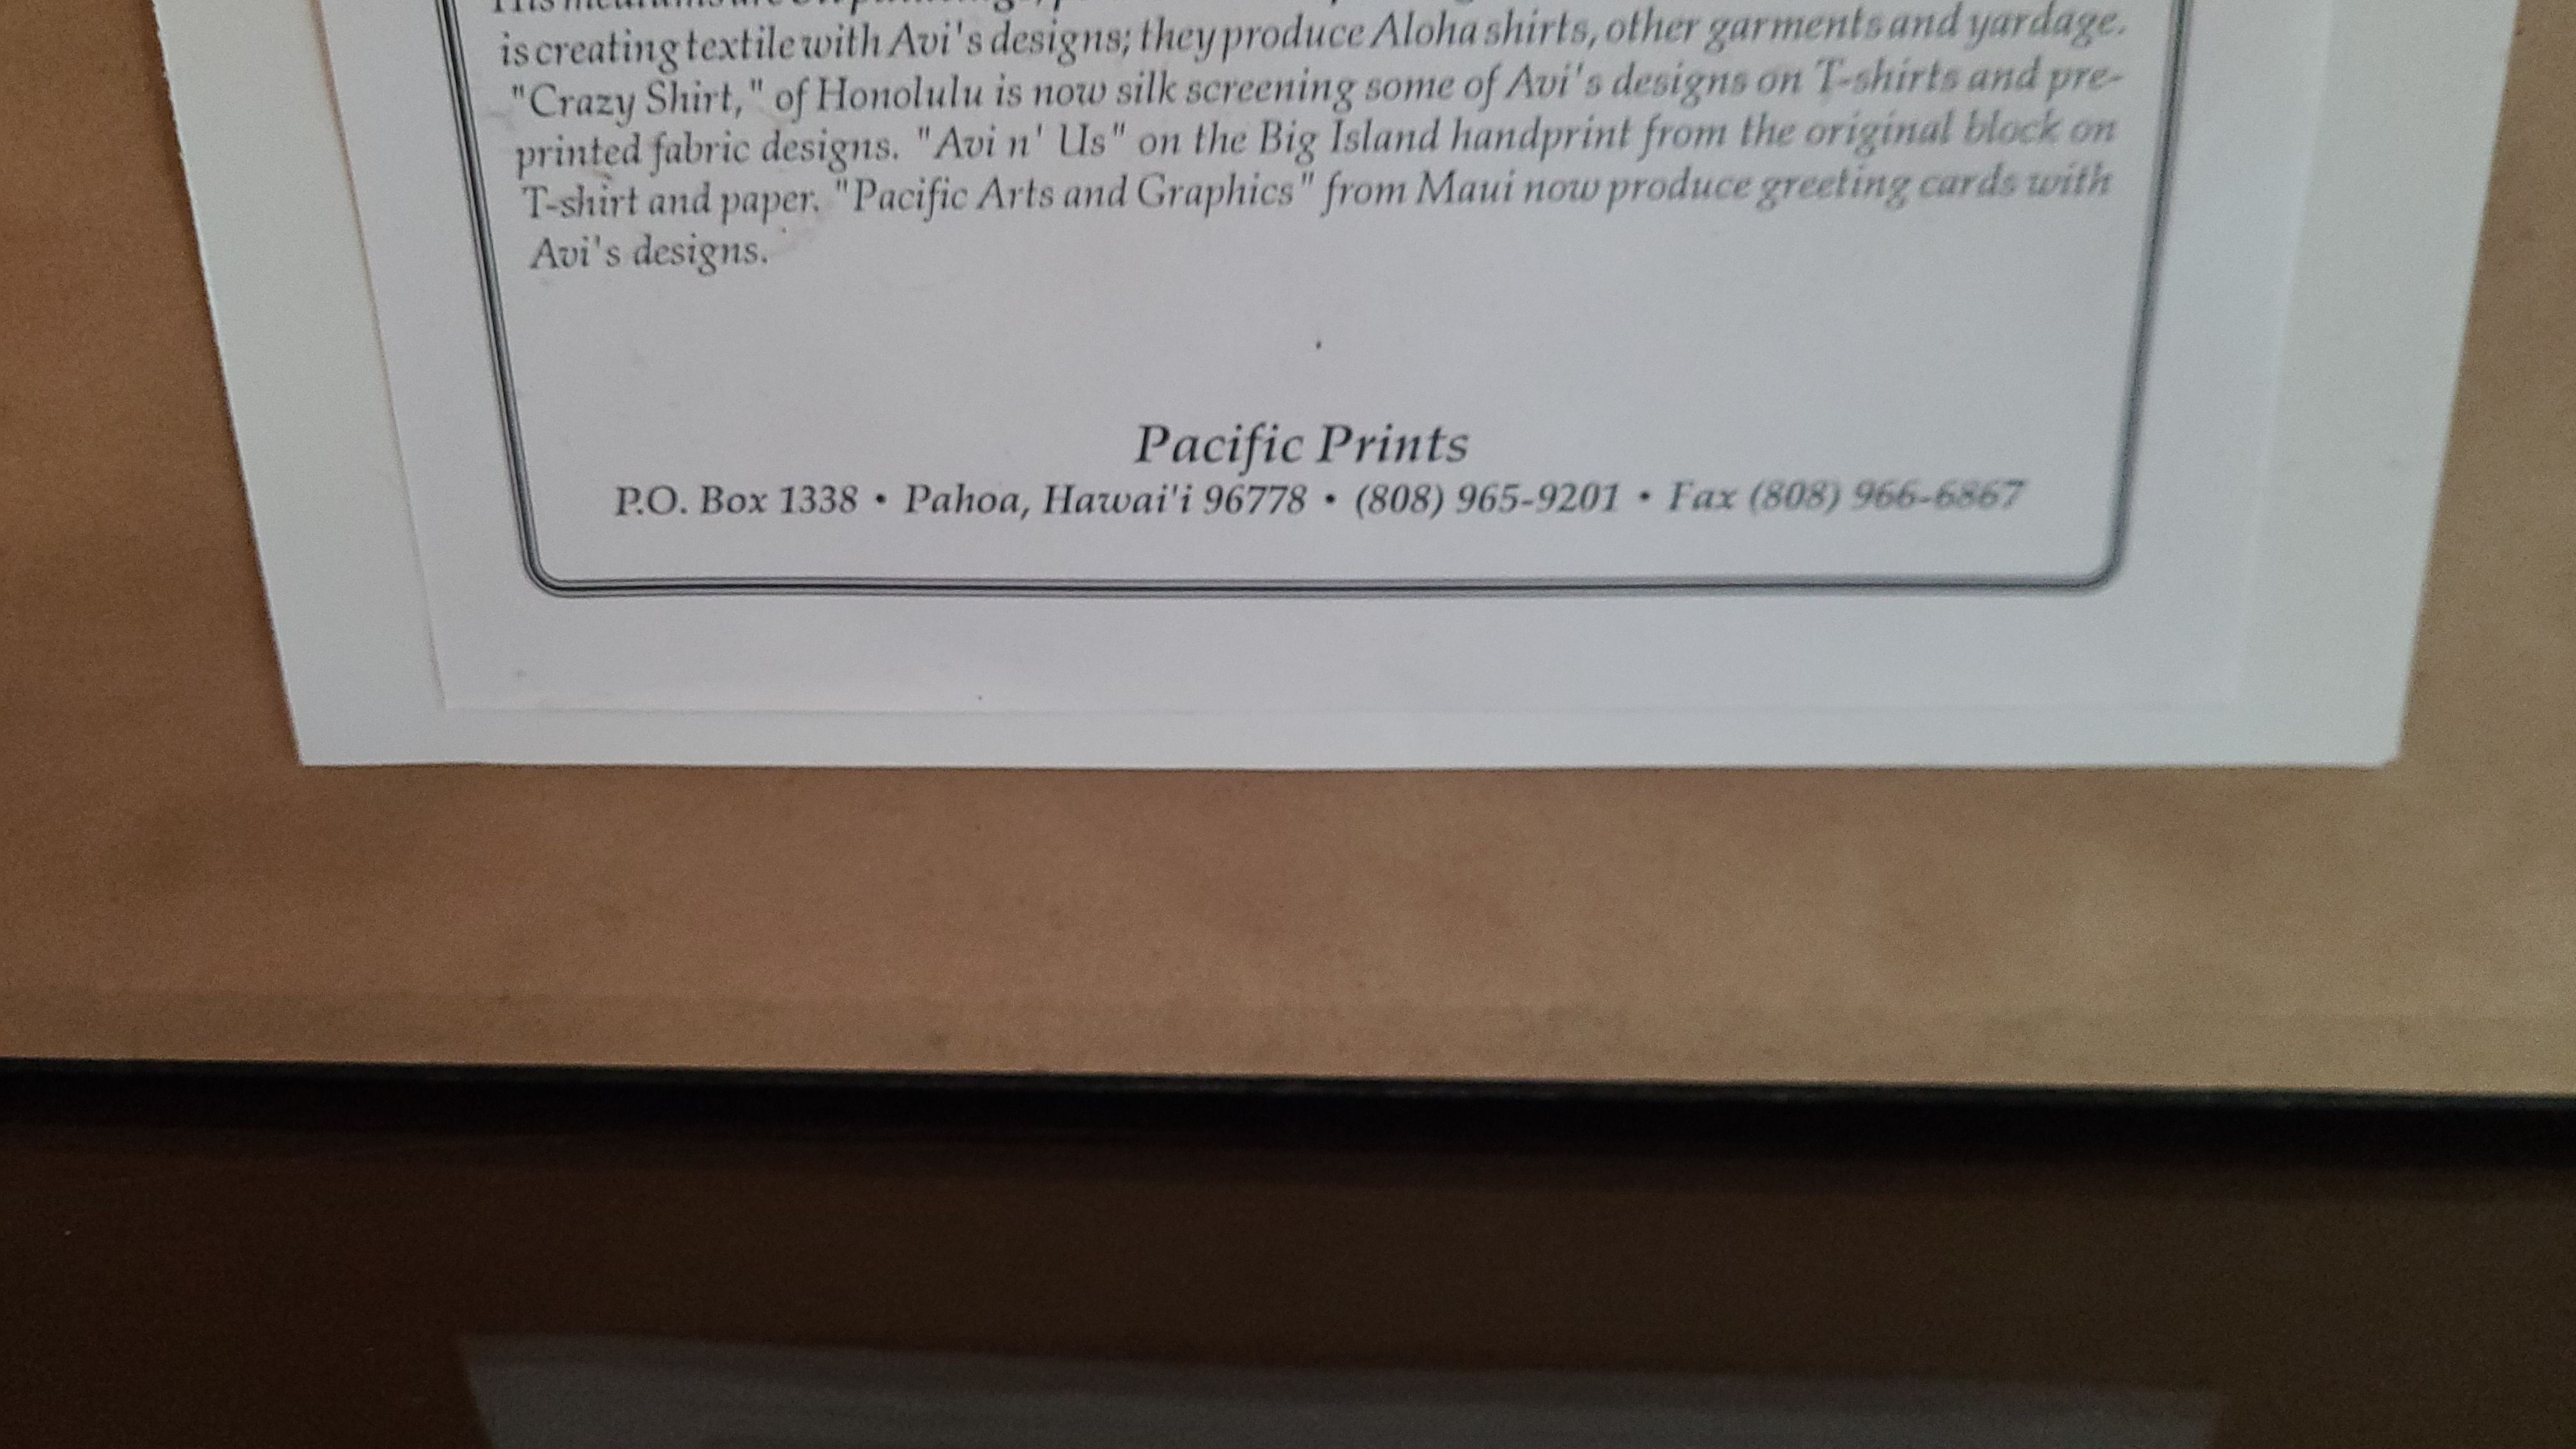 is creating textile with Avi's designs; they produce Aloha shirts, other garments and yardage.
"Crazy Shirt," of Honolulu is now silk screening some of Avi's designs on T-shirts and pre-
printed fabric designs. "Avi n' Us" on the Big Island handprint from the original block on
T-shirt and paper. "Pacific Arts and Graphics" from Maui now produce greeting cards with
Avi's designs.
Pacific Prints
P.O. Box 1338 • Pahoa, Hawai'i 96778 • (808) 965-9201 • Fax (808) 966-6867